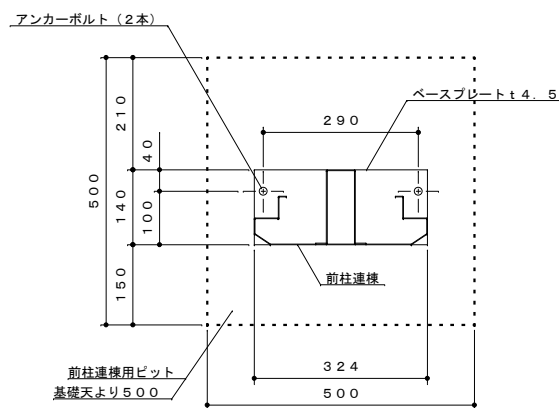 アンカーボルト（２本）
ベースプレートｔ４．５
２９０
２１０
４０
５００
１４０
１００
１５０
前柱連棟
前柱連棟用ピット
基礎天より５００
３２４
５００